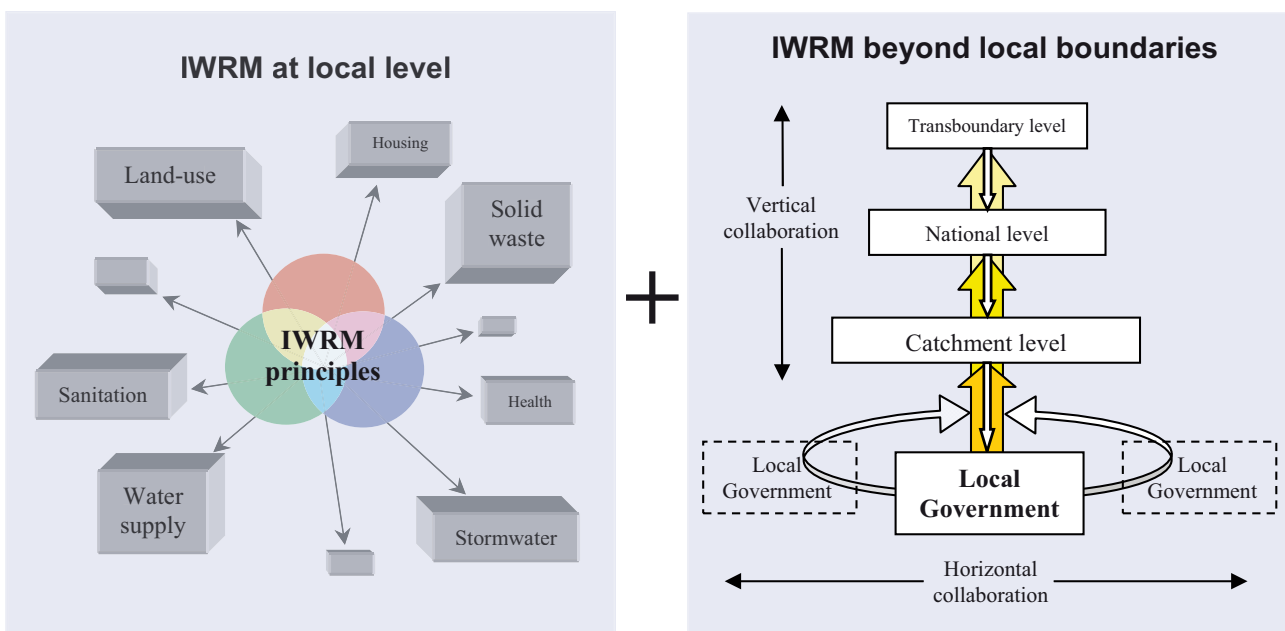 IWRM at local level
Housing
Land-use
Solid
waste
IWRM
principles
Sanitation
Health
Water
supply
Stormwater
+
IWRM beyond local boundaries
Transboundary level
Vertical
collaboration
National level
Catchment level
Local
Government
Local
Government
Local
Government
Horizontal
collaboration